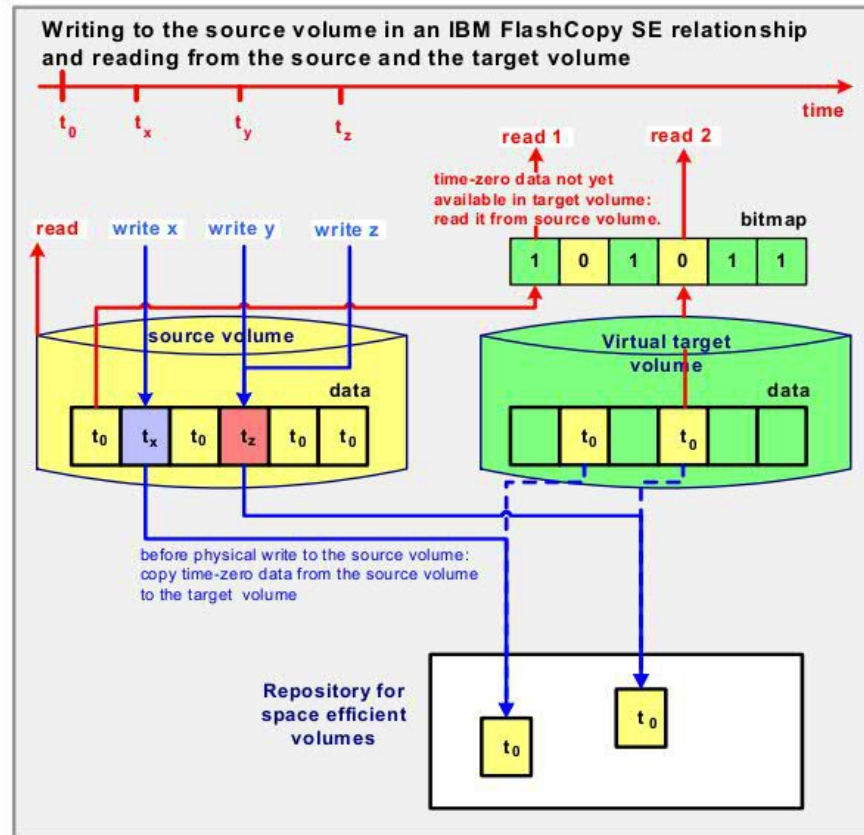 Writing to the source volume in an IBM FlashCopy SE relationship
and reading from the source and the target volume
time
t0 tx ty tz
read 1 read 2
time-zero data not yet
available in target volume:
read it from source volume.
bitmap
read write x write y write z
1 0 1 0 1 1
source volume
Virtual target
volume
data
data
t0 tx t0 tz t0 t0
t0 t0
before physical write to the source volume:
copy time-zero data from the source volume
to the target volume
Repository for
space efficient
volumes
t0
t0